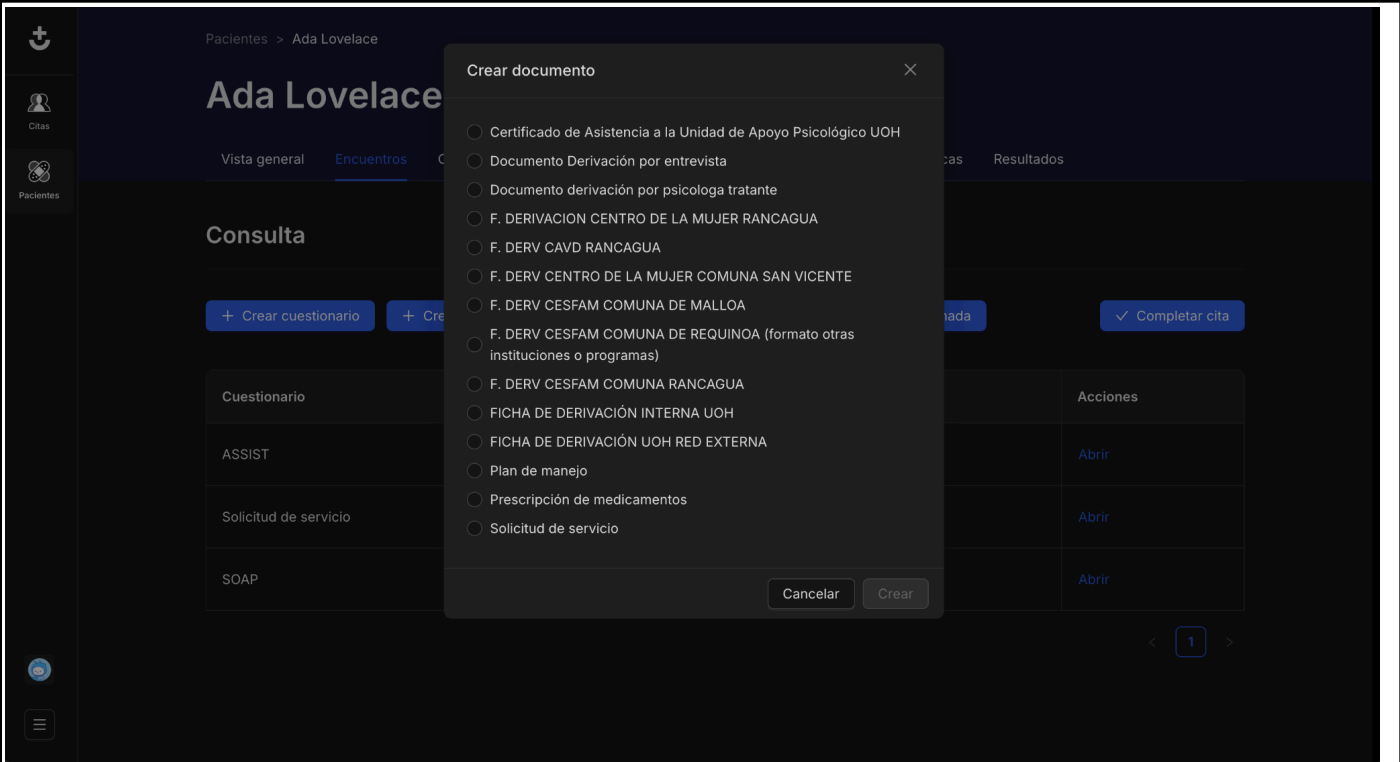 Pacientes > Ada Lovelace
Ada Lovelace
Citas
Pacientes
Vista general
Encuentros
cas
Resultados
Consulta
+ Crear cuestionario
+ Cre
nada
Completar cita
Cuestionario
Acciones
ASSIST
Abrir
Solicitud de servicio
Abrir
SOAP
Abrir
< 1 >
Crear documento
Certificado de Asistencia a la Unidad de Apoyo Psicológico UOH
Documento Derivación por entrevista
Documento derivación por psicologa tratante
F. DERIVACION CENTRO DE LA MUJER RANCAGUA
F. DERV CAVD RANCAGUA
F. DERV CENTRO DE LA MUJER COMUNA SAN VICENTE
F. DERV CESFAM COMUNA DE MALLOA
F. DERV CESFAM COMUNA DE REQUINOA (formato otras
instituciones o programas)
F. DERV CESFAM COMUNA RANCAGUA
FICHA DE DERIVACIÓN INTERNA UOH
FICHA DE DERIVACIÓN UOH RED EXTERNA
Plan de manejo
Prescripción de medicamentos
Solicitud de servicio
Cancelar
Crear